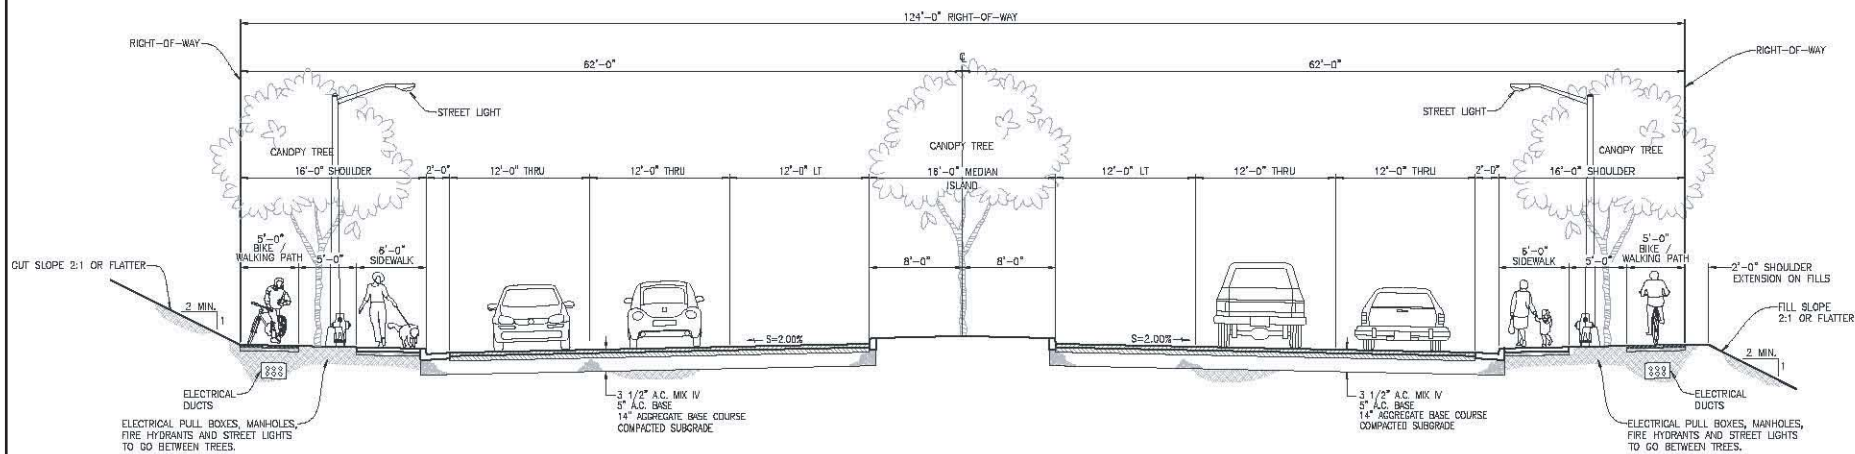 124'-0" RIGHT-OF-WAY
RIGHT-OF-WAY
RIGHT-OF-WAY
62'-0"
℄
62'-0"
STREET LIGHT
STREET LIGHT
CANOPY TREE
CANOPY TREE
CANOPY TREE
16'-0" SHOULDER
2'-0"
12'-0" THRU
12'-0" THRU
12'-0" LT
16'-0" MEDIAN
ISLAND
12'-0" LT
12'-0" THRU
12'-0" THRU
2'-0"
16'-0" SHOULDER
5'-0"
BIKE /
WALKING PATH
5'-0"
6'-0"
SIDEWALK
8'-0"
8'-0"
6'-0"
SIDEWALK
5'-0"
5'-0"
BIKE /
WALKING PATH
CUT SLOPE 2:1 OR FLATTER
2'-0" SHOULDER
EXTENSION ON FILLS
2 MIN.
1
FILL SLOPE
2:1 OR FLATTER
S=2.00%
S=2.00%
2 MIN.
1
ELECTRICAL
DUCTS
3 1/2" A.C. MIX IV
5" A.C. BASE
14" AGGREGATE BASE COURSE
COMPACTED SUBGRADE
3 1/2" A.C. MIX IV
5" A.C. BASE
14" AGGREGATE BASE COURSE
COMPACTED SUBGRADE
ELECTRICAL
DUCTS
ELECTRICAL PULL BOXES, MANHOLES,
FIRE HYDRANTS AND STREET LIGHTS
TO GO BETWEEN TREES.
ELECTRICAL PULL BOXES, MANHOLES,
FIRE HYDRANTS AND STREET LIGHTS
TO GO BETWEEN TREES.